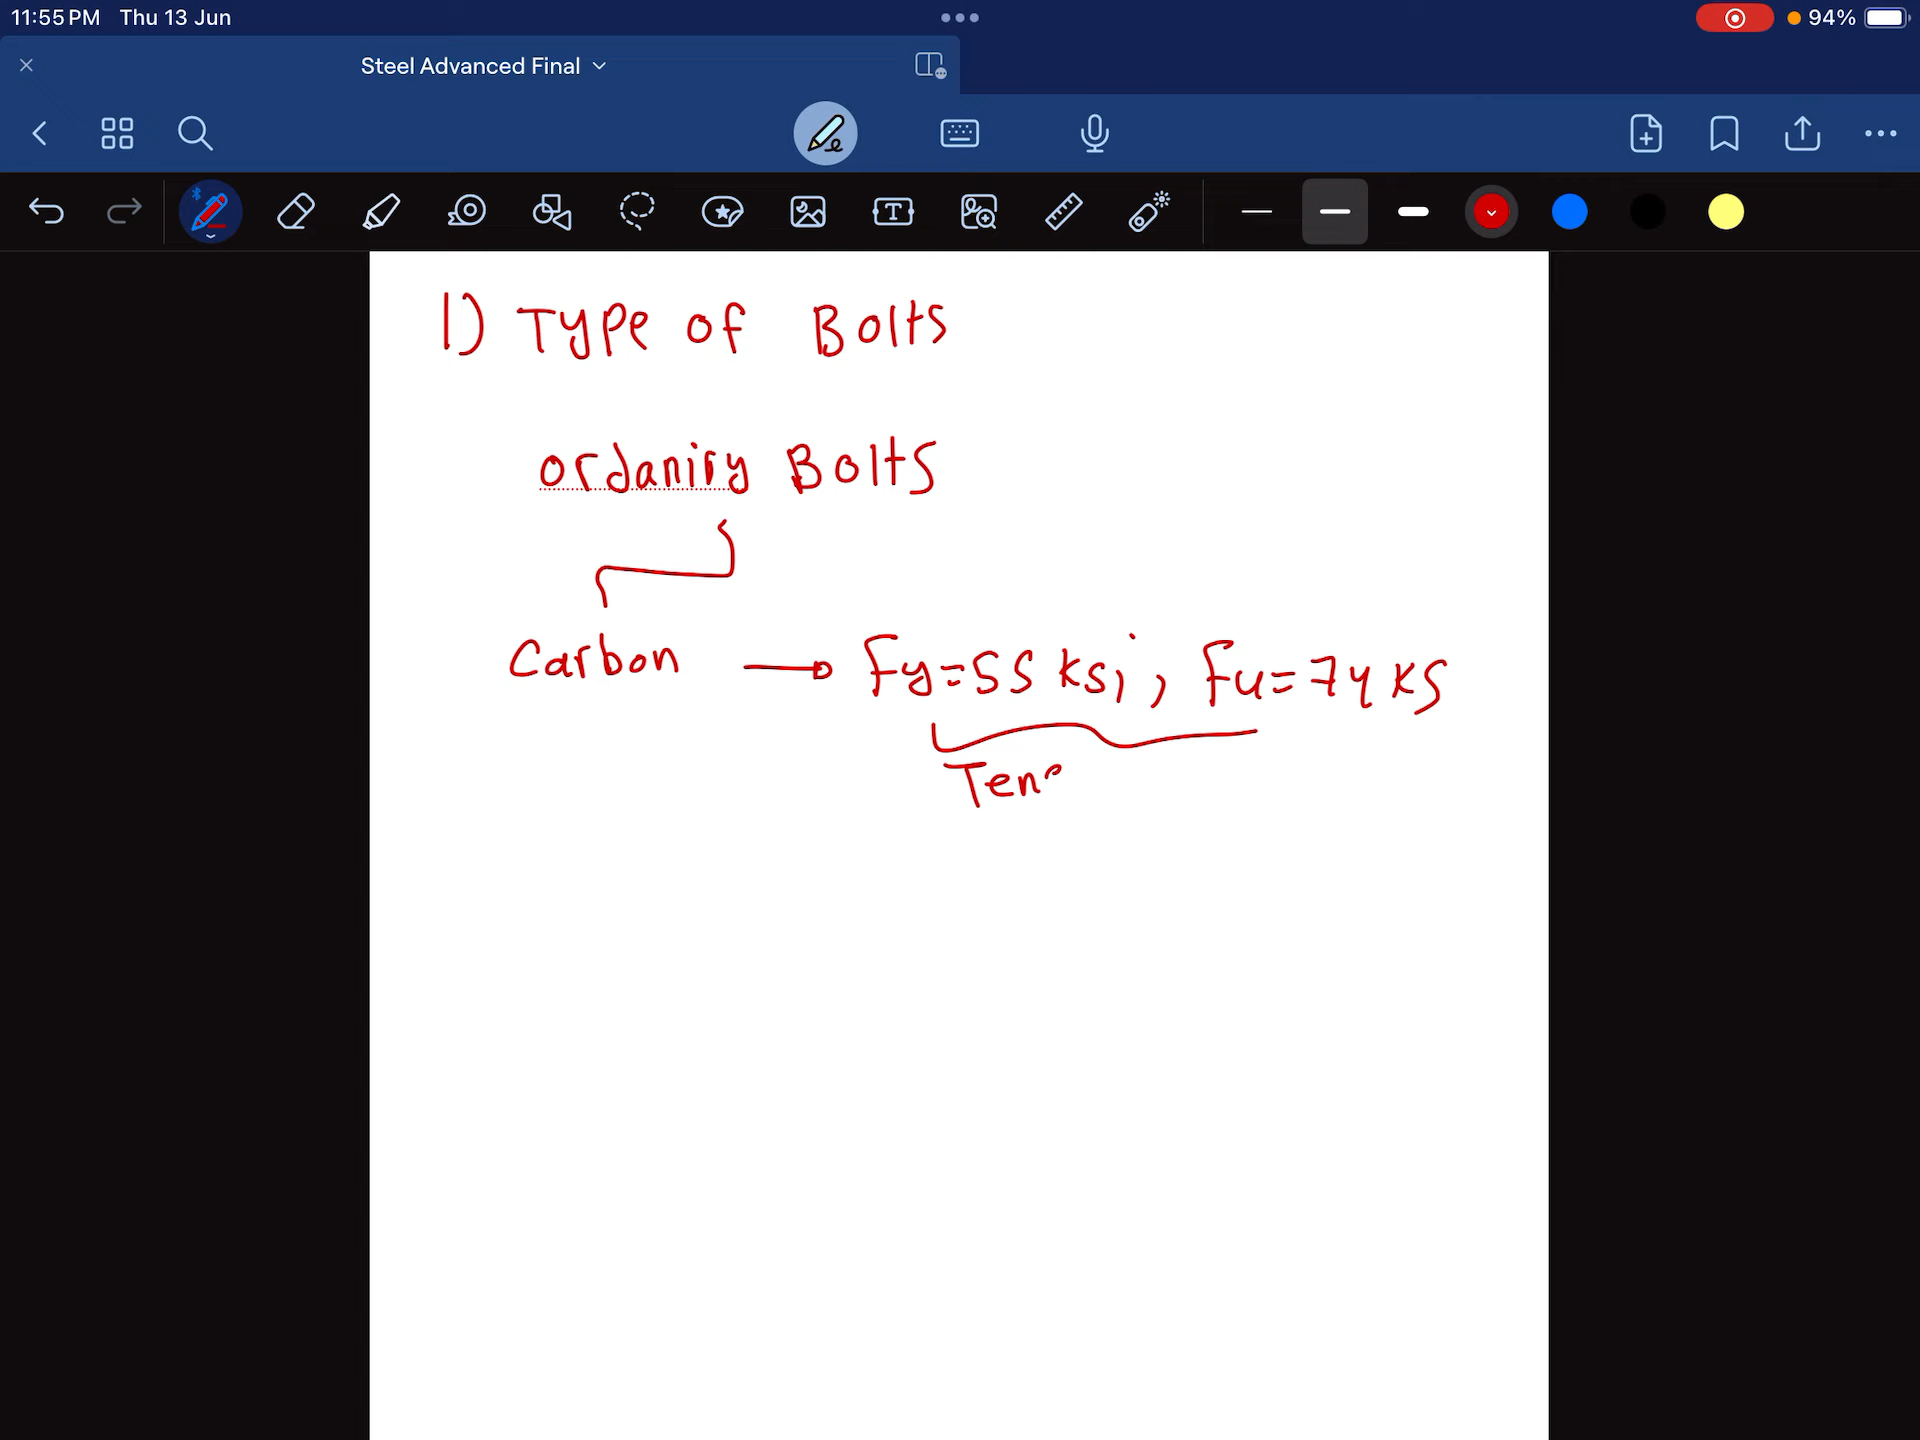 11:55 PM Thu 13 Jun
94%
Steel Advanced Final
1) Type of Bolts
ordaniry Bolts
Carbon → Fy=55 ksi, Fu=74 ks
Ten